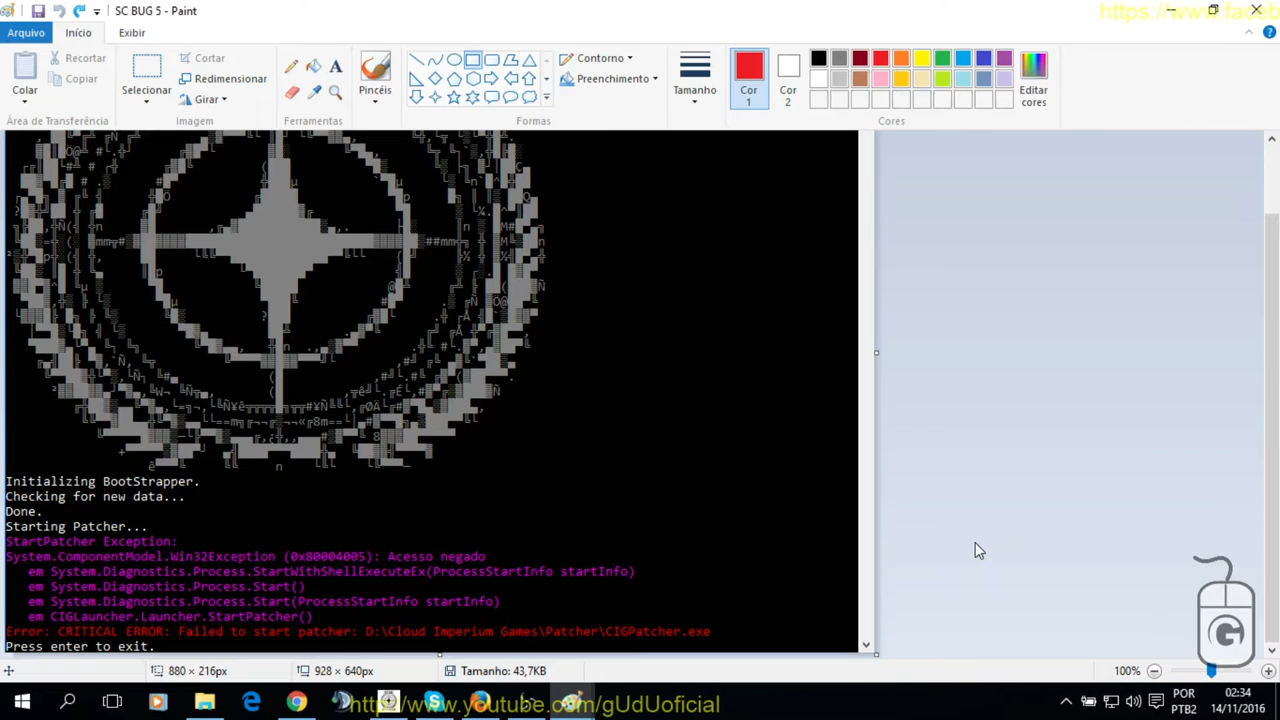 https://www.faceb
SC BUG 5 - Paint
Arquivo
Início
Exibir
Colar
Recortar
Copiar
Área de Transferência
Selecionar
Cortar
Redimensionar
Girar
Imagem
A
Ferramentas
Pincéis
Contorno
Preenchimento
Formas
Tamanho
Cor
1
Cor
2
Editar
cores
Cores
Initializing BootStrapper.
Checking for new data...
Done.
Starting Patcher...
StartPatcher Exception:
System.ComponentModel.Win32Exception (0x80004005): Acesso negado
em System.Diagnostics.Process.StartWithShellExecuteEx(ProcessStartInfo startInfo)
em System.Diagnostics.Process.Start()
em System.Diagnostics.Process.Start(ProcessStartInfo startInfo)
em CIGLauncher.Launcher.StartPatcher()
Error: CRITICAL ERROR: Failed to start patcher: D:\Cloud Imperium Games\Patcher\CIGPatcher.exe
Press enter to exit.
880 × 216px
928 × 640px
Tamanho: 43,7KB
100%
http://www.youtube.com/gUdUoficial
POR
PTB2
02:34
14/11/2016